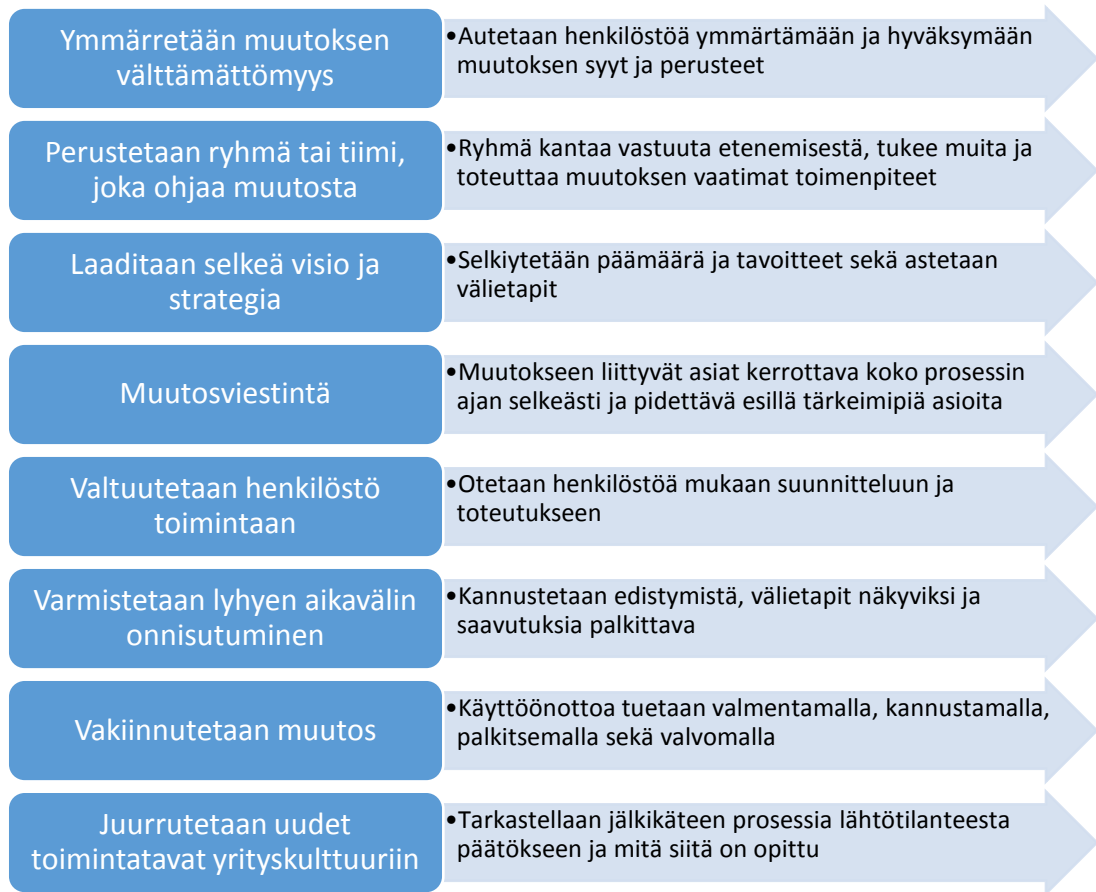 Ymmärretään muutoksen
välttämättömyys
•Autetaan henkilöstöä ymmärtämään ja hyväksymään
muutoksen syyt ja perusteet
Perustetaan ryhmä tai tiimi,
joka ohjaa muutosta
•Ryhmä kantaa vastuuta etenemisestä, tukee muita ja
toteuttaa muutoksen vaatimat toimenpiteet
Laaditaan selkeä visio ja
strategia
•Selkiytetään päämäärä ja tavoitteet sekä astetaan
välietapit
Muutosviestintä
•Muutokseen liittyvät asiat kerrottava koko prosessin
ajan selkeästi ja pidettävä esillä tärkeimipiä asioita
Valtuutetaan henkilöstö
toimintaan
•Otetaan henkilöstöä mukaan suunnitteluun ja
toteutukseen
Varmistetaan lyhyen aikavälin
onnisutuminen
•Kannustetaan edistymistä, välietapit näkyviksi ja
saavutuksia palkittava
Vakiinnutetaan muutos
•Käyttöönottoa tuetaan valmentamalla, kannustamalla,
palkitsemalla sekä valvomalla
Juurrutetaan uudet
toimintatavat yrityskulttuuriin
•Tarkastellaan jälkikäteen prosessia lähtötilanteesta
päätökseen ja mitä siitä on opittu